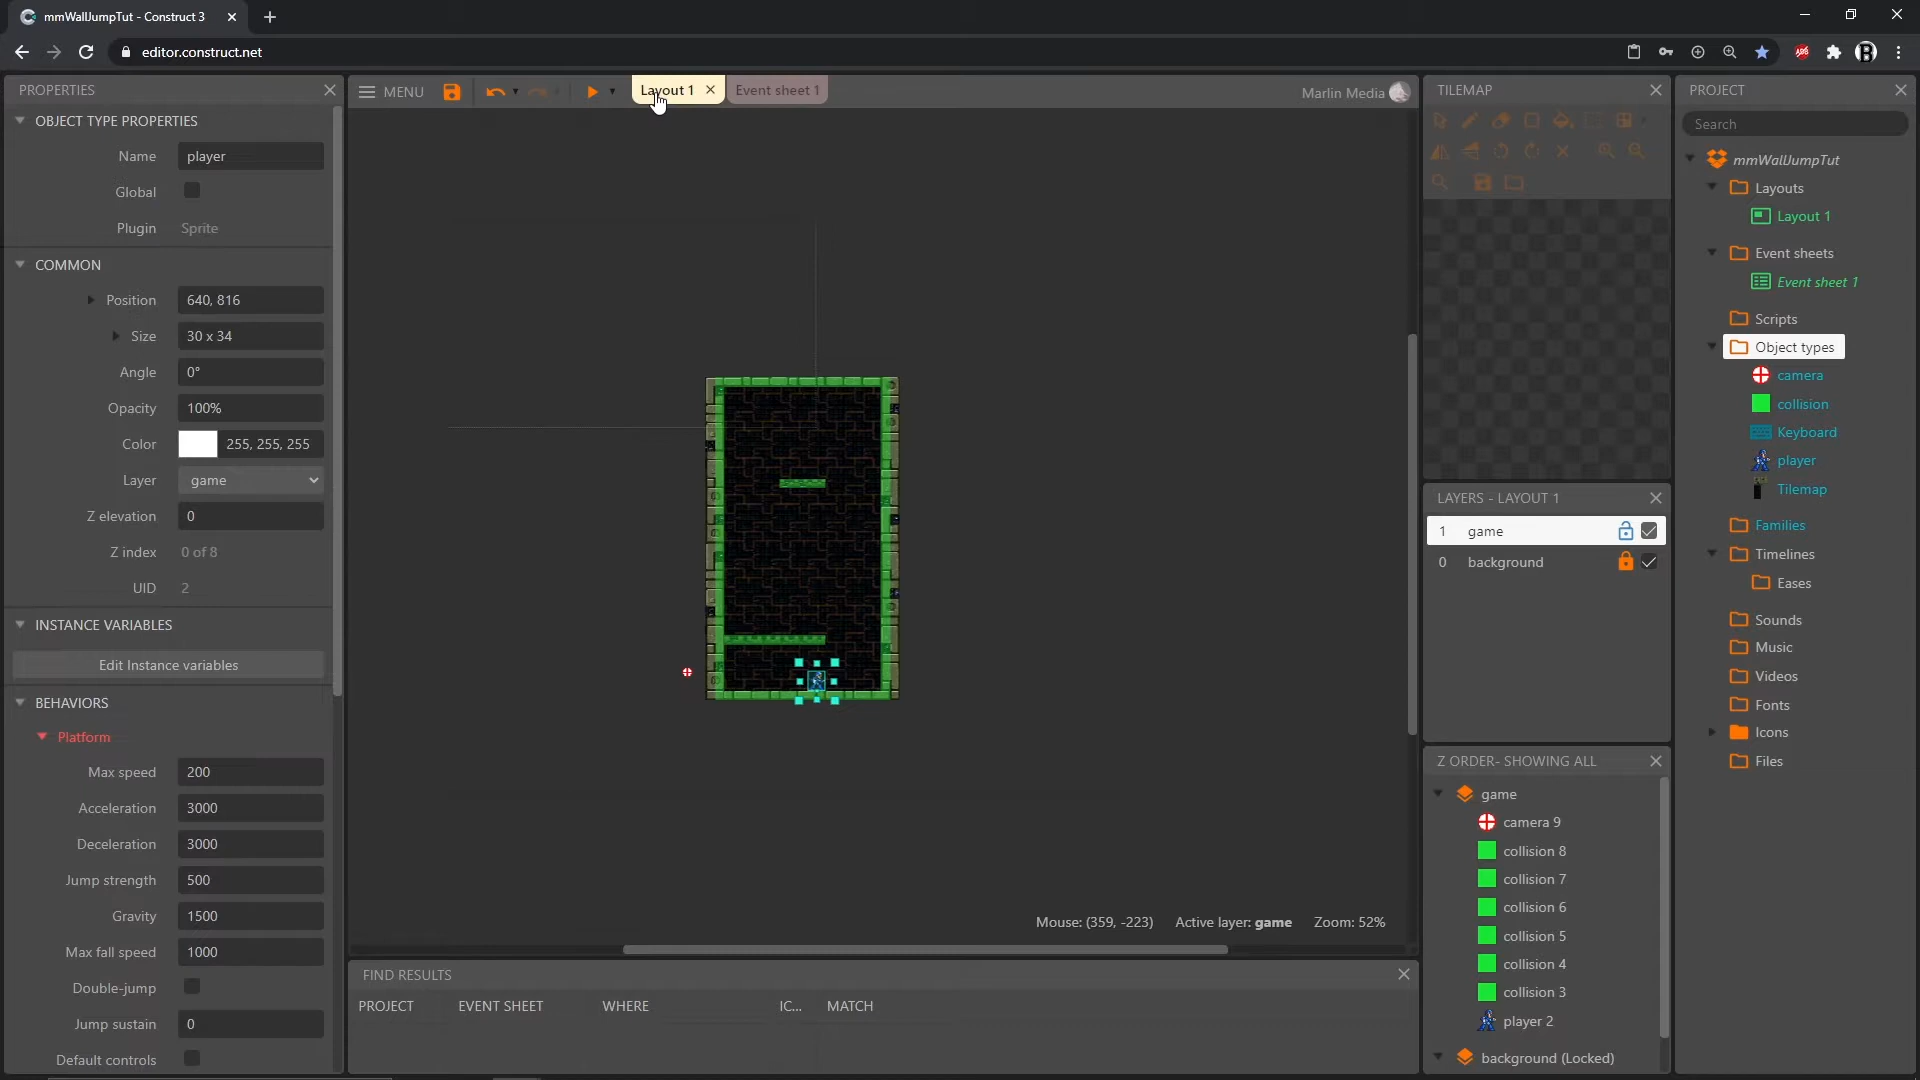 mmWallJumpTut - Construct 3
editor.construct.net
PROPERTIES
OBJECT TYPE PROPERTIES
Name player
Global
Plugin Sprite
COMMON
Position 640, 816
Size 30 x 34
Angle 0°
Opacity 100%
Color 255, 255, 255
Layer game
Z elevation 0
Z index 0 of 8
UID 2
INSTANCE VARIABLES
Edit Instance variables
BEHAVIORS
Platform
Max speed 200
Acceleration 3000
Deceleration 3000
Jump strength 500
Gravity 1500
Max fall speed 1000
Double-jump
Jump sustain 0
Default controls
MENU
Layout 1
Event sheet 1
Marlin Media
Mouse: (359, -223) Active layer: game Zoom: 52%
FIND RESULTS
PROJECT EVENT SHEET WHERE IC... MATCH
TILEMAP
LAYERS - LAYOUT 1
1 game
0 background
Z ORDER- SHOWING ALL
game
camera 9
collision 8
collision 7
collision 6
collision 5
collision 4
collision 3
player 2
background (Locked)
PROJECT
Search
mmWallJumpTut
Layouts
Layout 1
Event sheets
Event sheet 1
Scripts
Object types
camera
collision
Keyboard
player
Tilemap
Families
Timelines
Eases
Sounds
Music
Videos
Fonts
Icons
Files